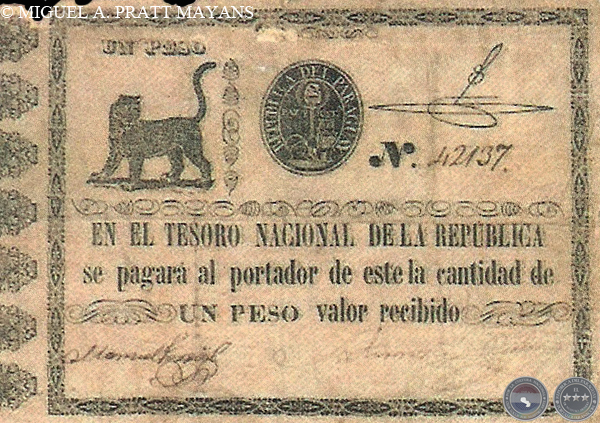 © MIGUEL A. PRATT MAYANS
UN PESO
REPUBLICA DEL PARAGUAY
N. 42137.
EN EL TESORO NACIONAL DE LA REPUBLICA
se pagara al portador de este la cantidad de
UN PESO valor recibido